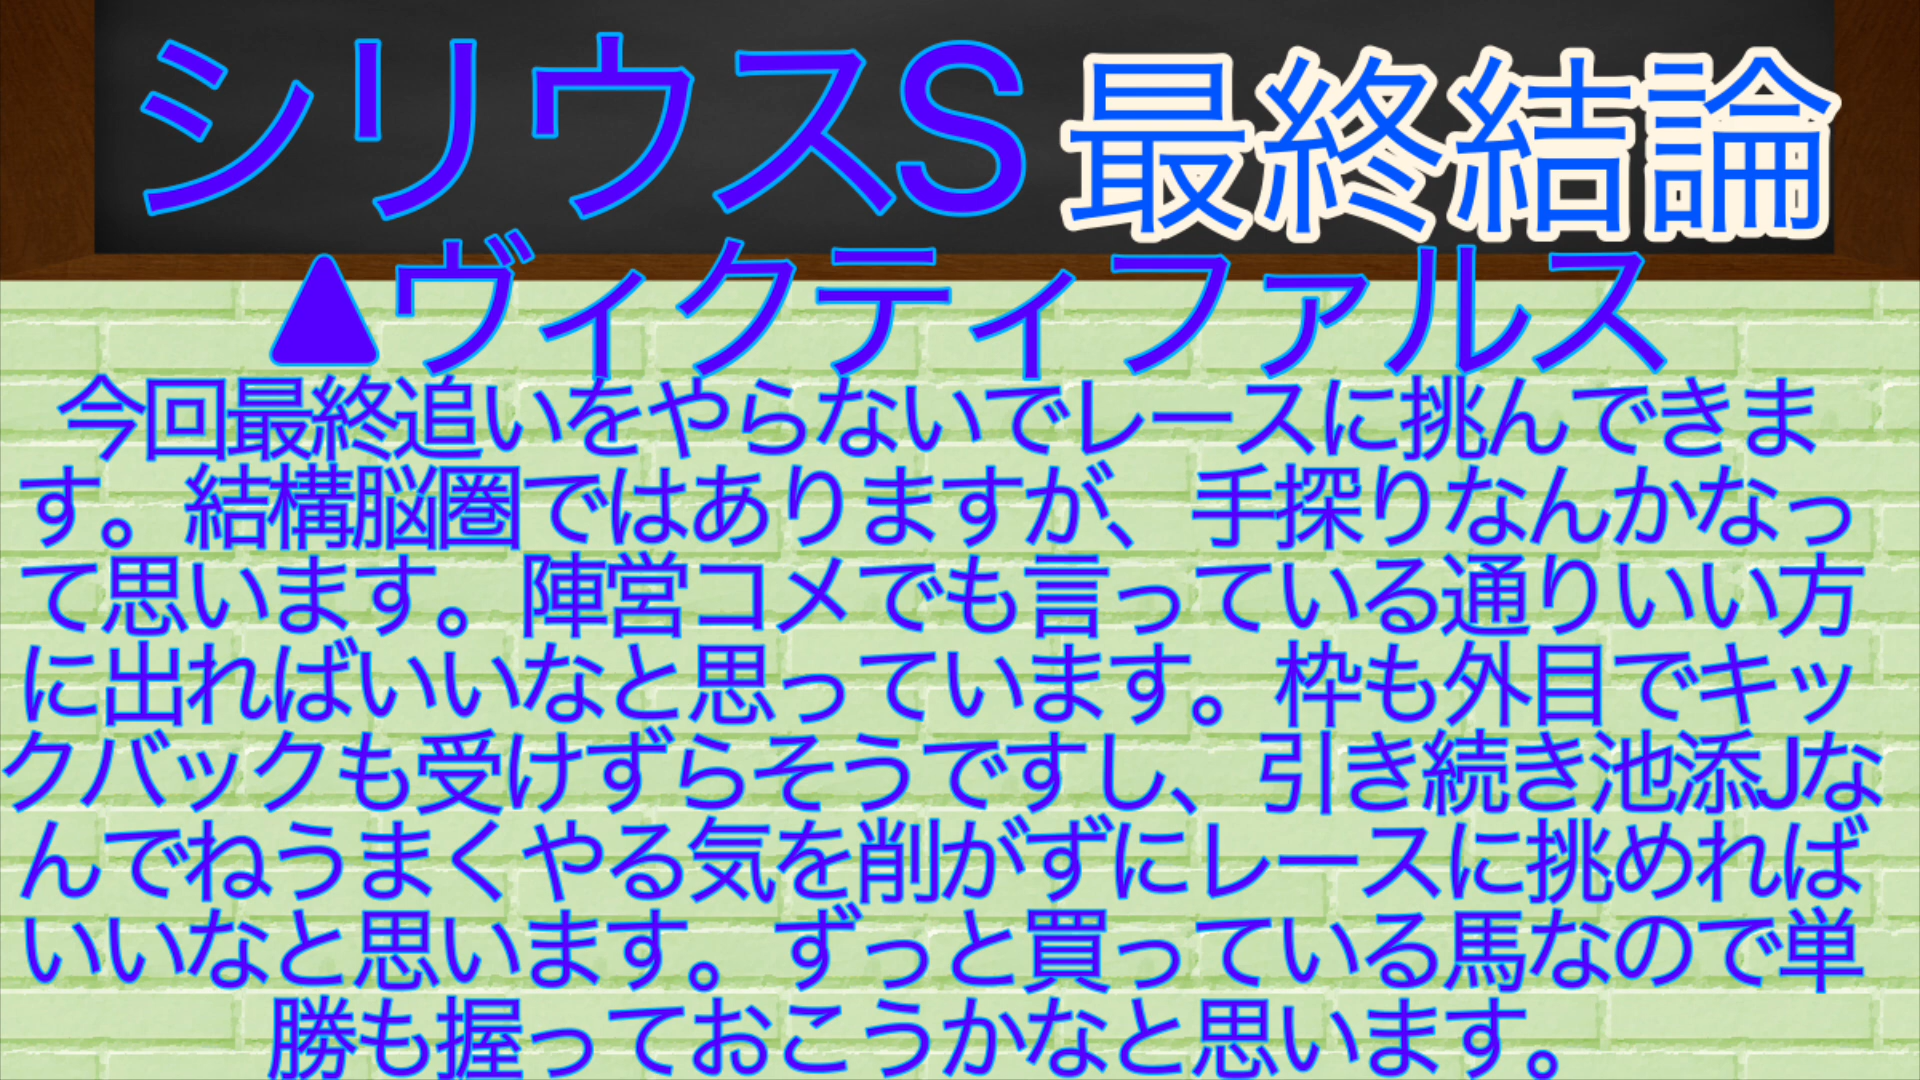 シリウスS 最終結論
▲ヴィクティファルス
今回最終追いをやらないでレースに挑んできま
す。結構脳圏ではありますが、手探りなんかなっ
て思います。陣営コメでも言っている通りいい方
に出ればいいなと思っています。枠も外目でキッ
クバックも受けずらそうですし、引き続き池添Jな
んでねうまくやる気を削がずにレースに挑めれば
いいなと思います。ずっと買っている馬なので単
勝も握っておこうかなと思います。